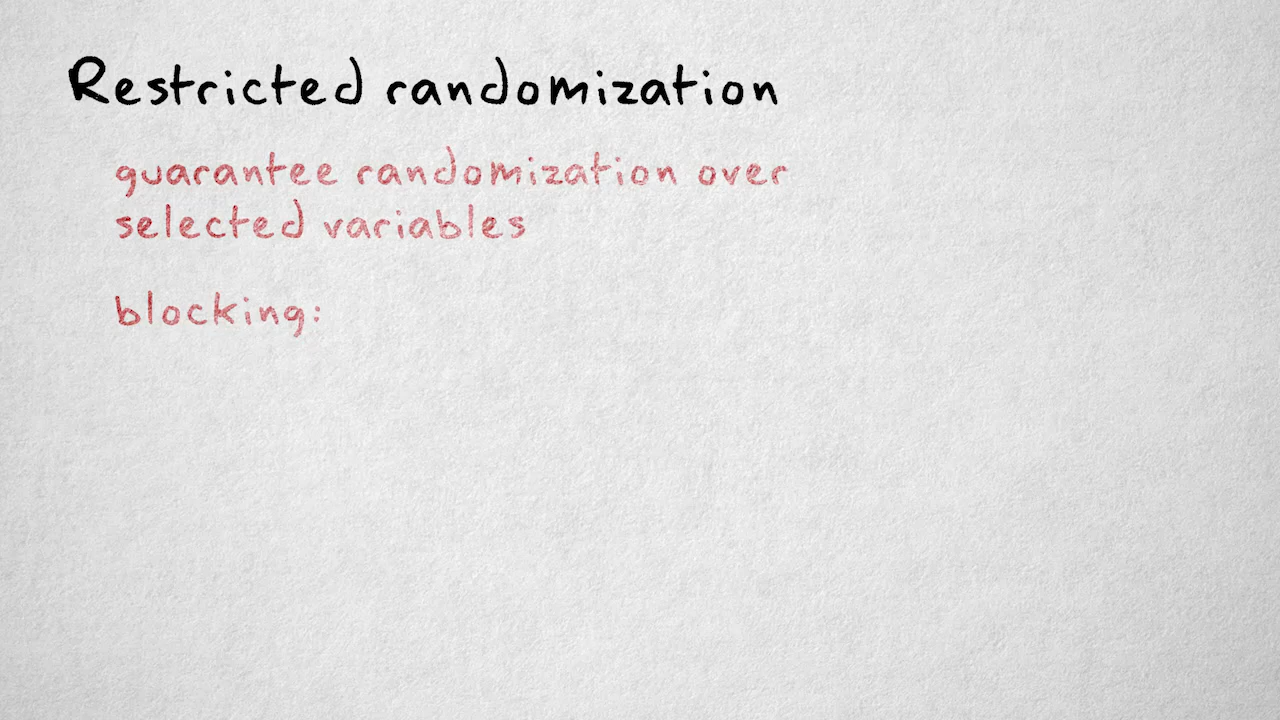 Restricted randomization
guarantee randomization over
selected variables
blocking: